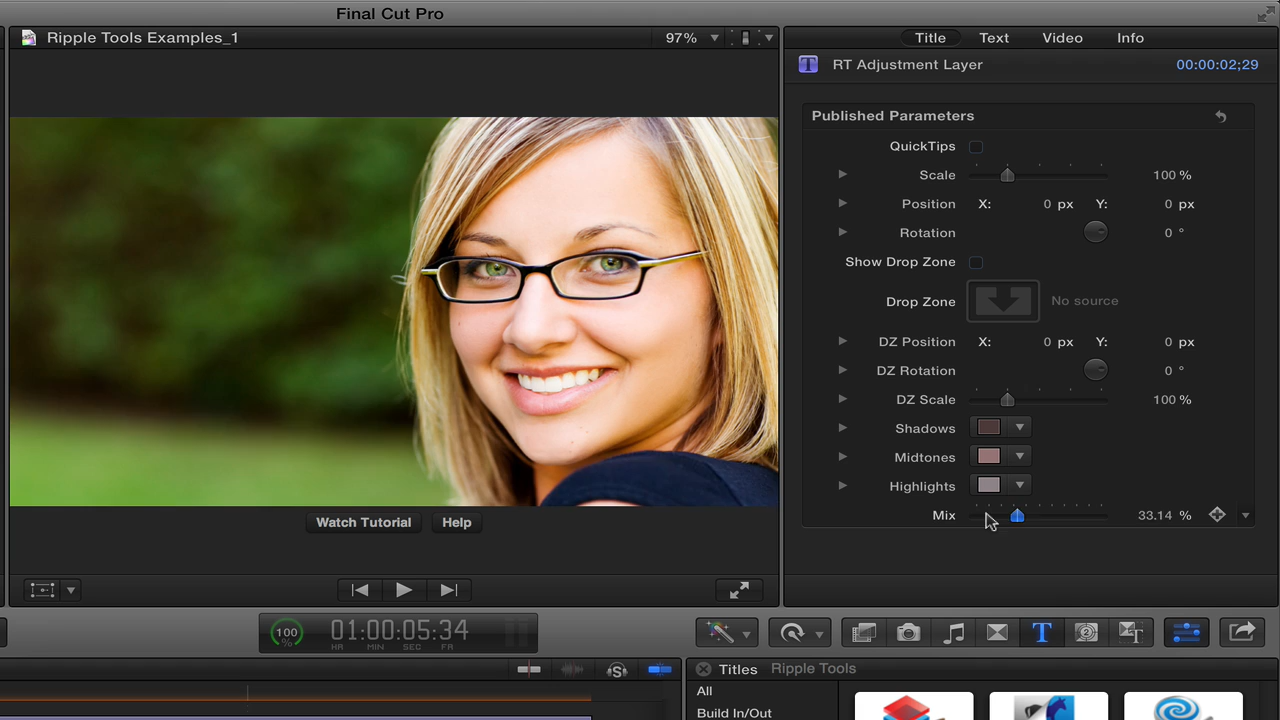 Final Cut Pro
Ripple Tools Examples_1
97%
Title Text Video Info
RT Adjustment Layer
00:00:02;29
Published Parameters
QuickTips
Scale 100 %
Position X: 0 px Y: 0 px
Rotation 0 °
Show Drop Zone
Drop Zone No source
DZ Position X: 0 px Y: 0 px
DZ Rotation 0 °
DZ Scale 100 %
Shadows
Midtones
Highlights
Mix 33.14 %
Watch Tutorial Help
100 % 01:00:05:34
HR MIN SEC FR
Titles Ripple Tools
All
Build In/Out